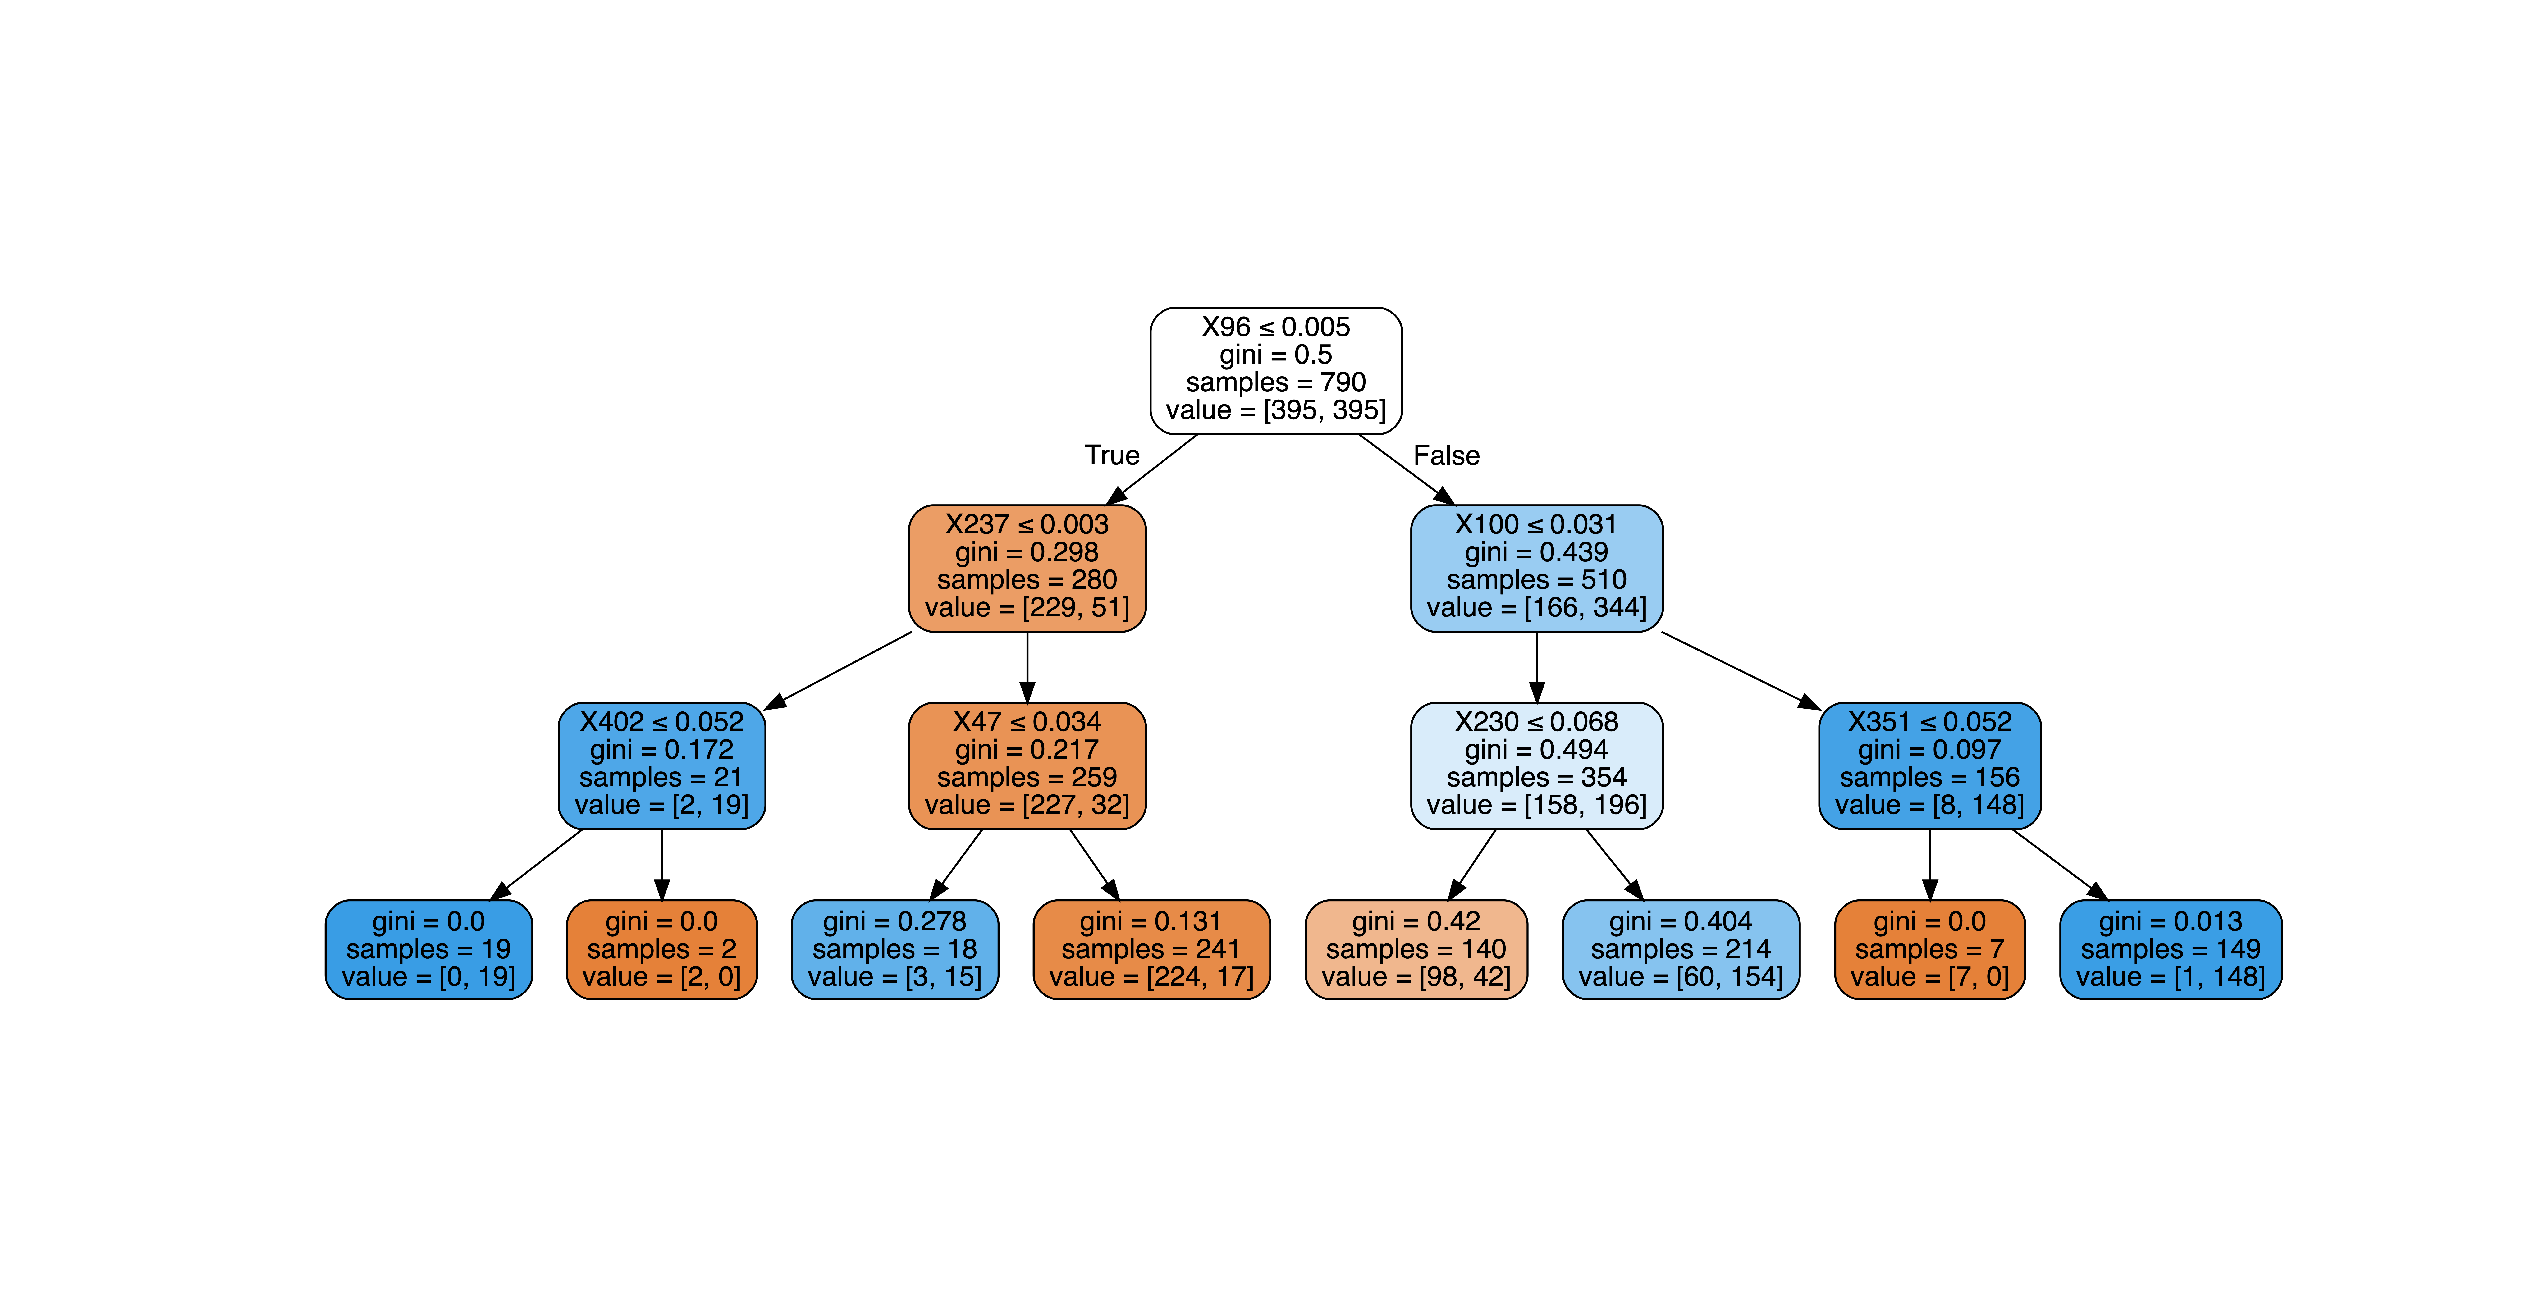 X96 ≤ 0.005
gini = 0.5
samples = 790
value = [395, 395]
True
False
X237 ≤ 0.003
gini = 0.298
samples = 280
value = [229, 51]
X100 ≤ 0.031
gini = 0.439
samples = 510
value = [166, 344]
X402 ≤ 0.052
gini = 0.172
samples = 21
value = [2, 19]
X47 ≤ 0.034
gini = 0.217
samples = 259
value = [227, 32]
X230 ≤ 0.068
gini = 0.494
samples = 354
value = [158, 196]
X351 ≤ 0.052
gini = 0.097
samples = 156
value = [8, 148]
gini = 0.0
samples = 19
value = [0, 19]
gini = 0.0
samples = 2
value = [2, 0]
gini = 0.278
samples = 18
value = [3, 15]
gini = 0.131
samples = 241
value = [224, 17]
gini = 0.42
samples = 140
value = [98, 42]
gini = 0.404
samples = 214
value = [60, 154]
gini = 0.0
samples = 7
value = [7, 0]
gini = 0.013
samples = 149
value = [1, 148]